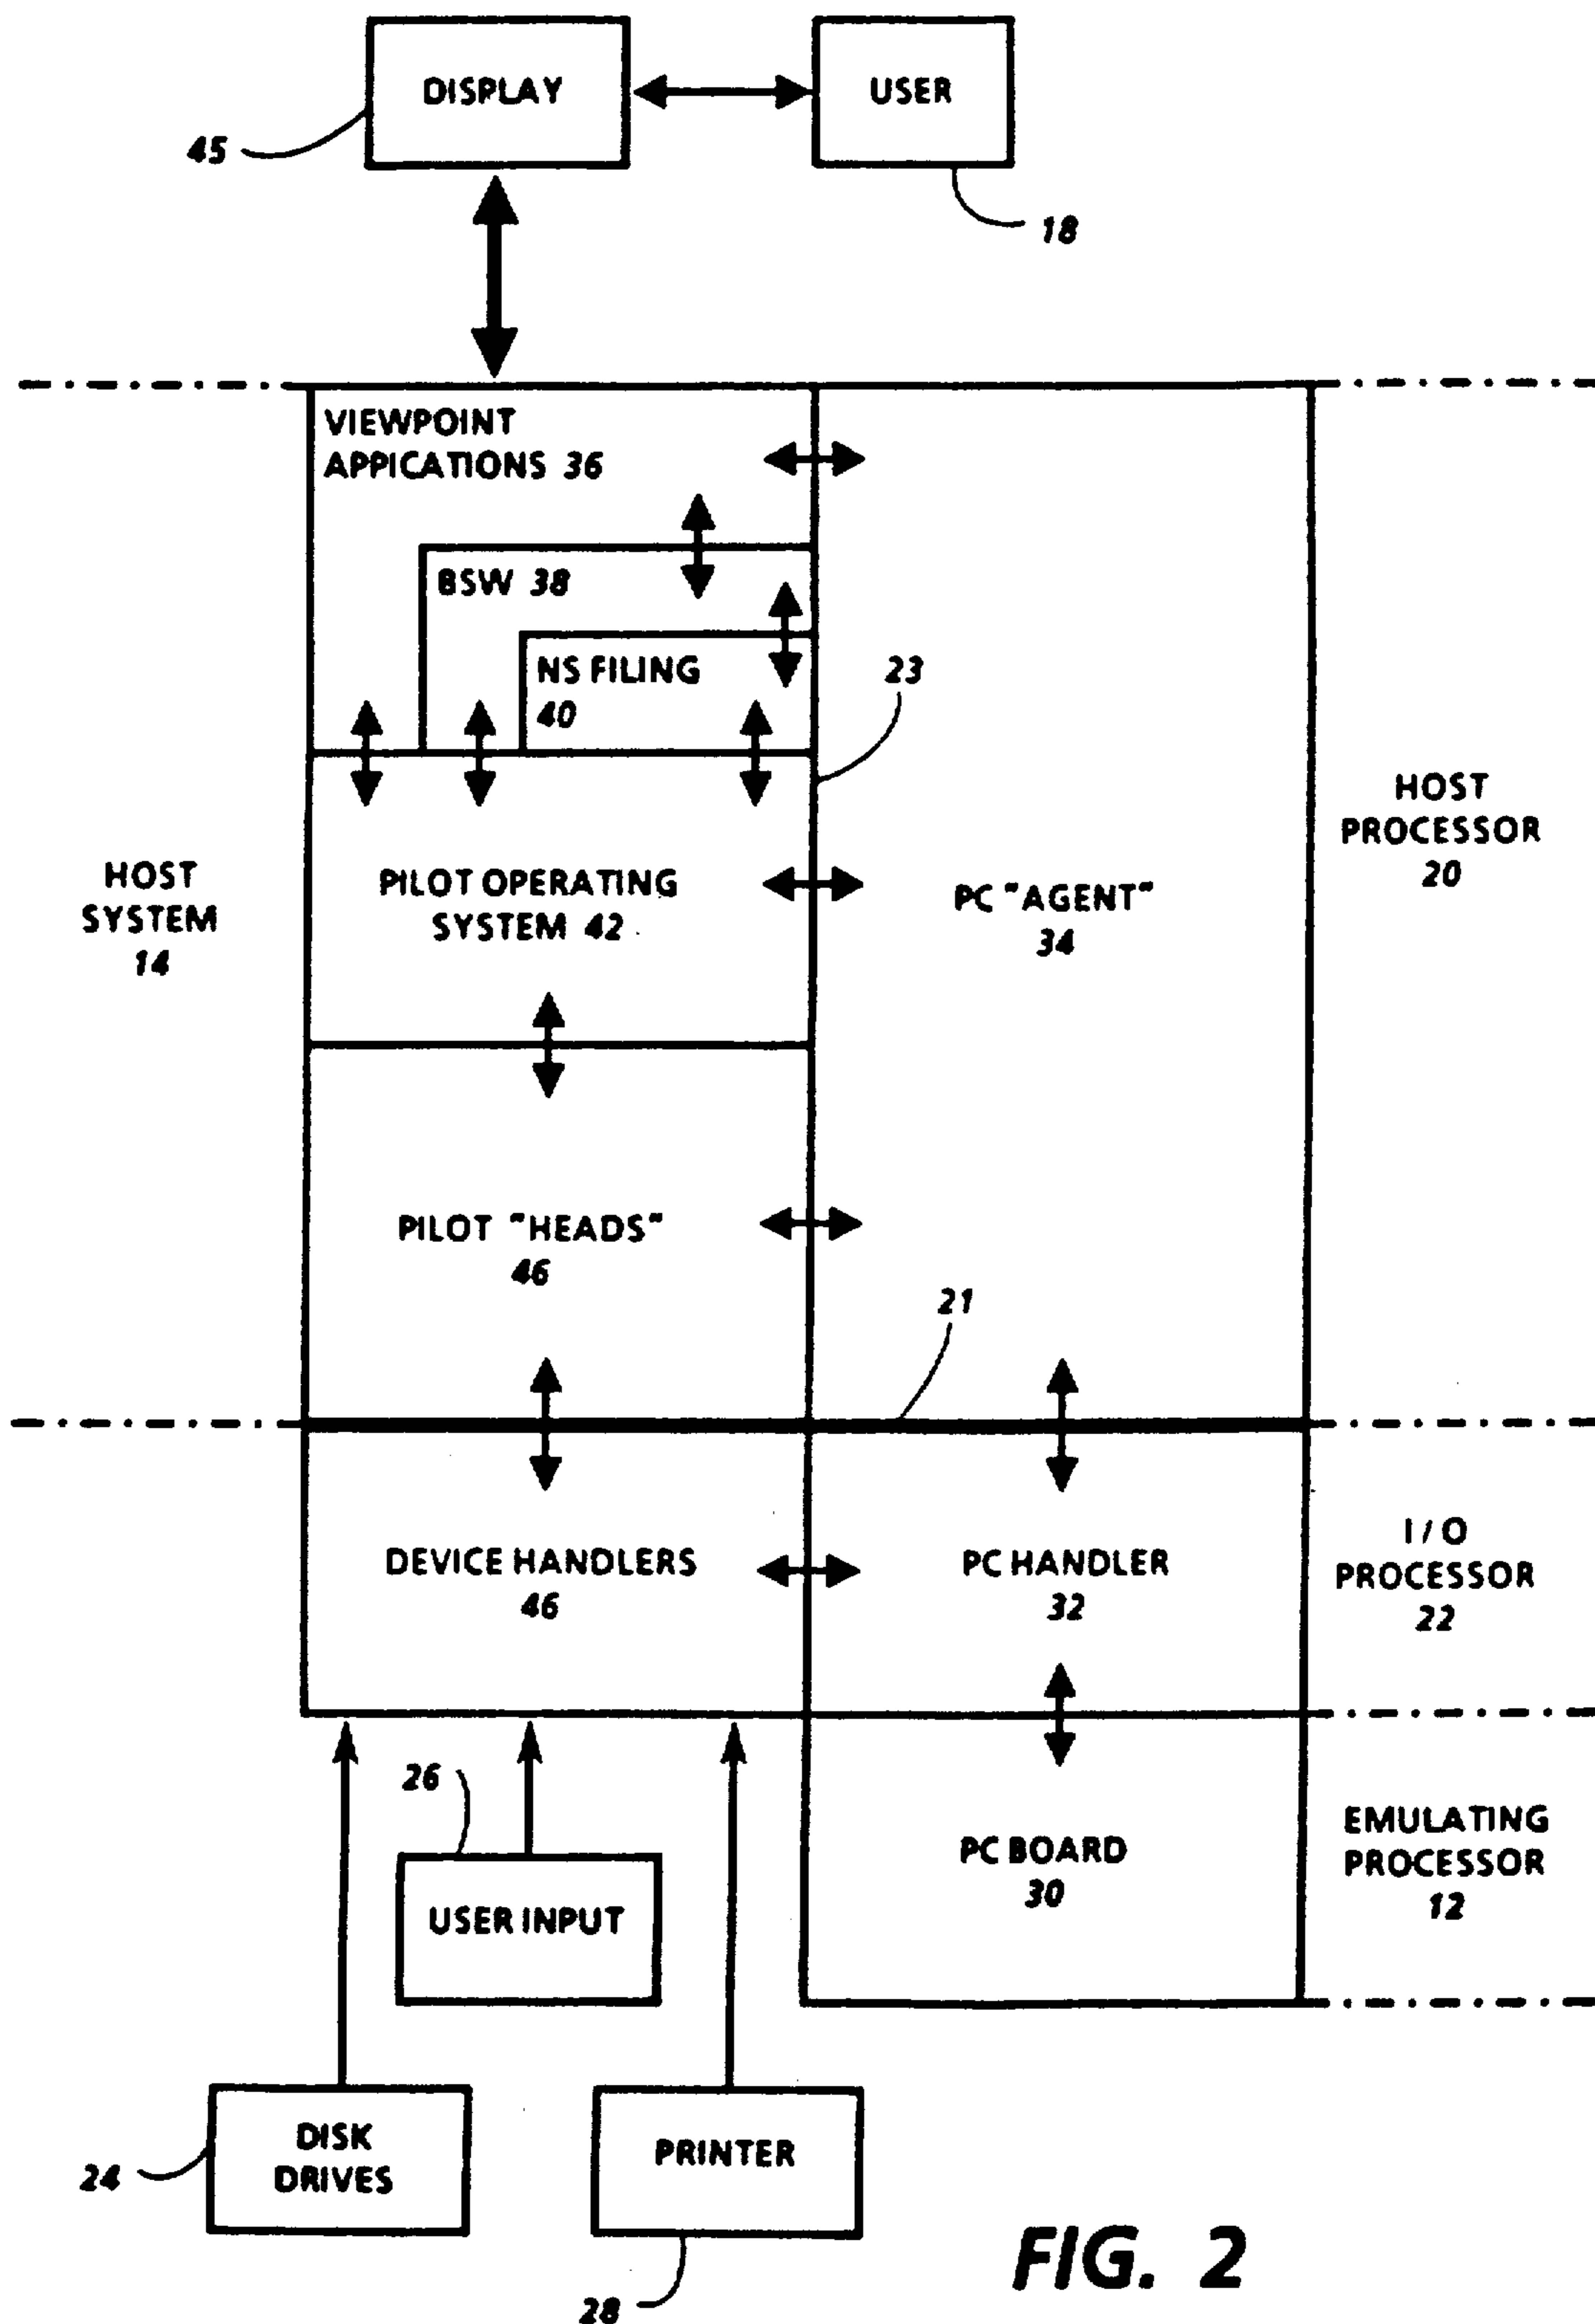 DISPLAY
USER
45
18
VIEWPOINT
APPICATIONS 36
BSW 38
NS FILING
40
23
HOST
PROCESSOR
20
HOST
SYSTEM
14
PILOT OPERATING
SYSTEM 42
PC "AGENT"
34
PILOT "HEADS"
46
21
DEVICE HANDLERS
46
PC HANDLER
32
I/O
PROCESSOR
22
26
USER INPUT
PC BOARD
30
EMULATING
PROCESSOR
12
DISK
DRIVES
24
PRINTER
28
FIG. 2